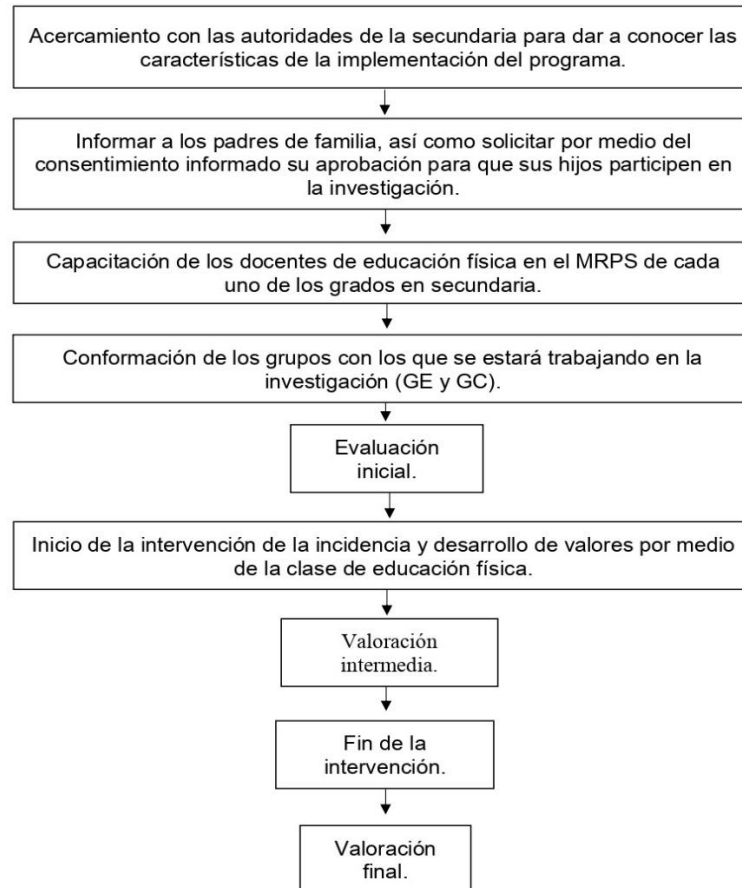 Acercamiento con las autoridades de la secundaria para dar a conocer las
características de la implementación del programa.
Informar a los padres de familia, así como solicitar por medio del
consentimiento informado su aprobación para que sus hijos participen en
la investigación.
Capacitación de los docentes de educación física en el MRPS de cada
uno de los grados en secundaria.
Conformación de los grupos con los que se estará trabajando en la
investigación (GE y GC).
Evaluación
inicial.
Inicio de la intervención de la incidencia y desarrollo de valores por medio
de la clase de educación física.
Valoración
intermedia.
Fin de la
intervención.
Valoración
final.